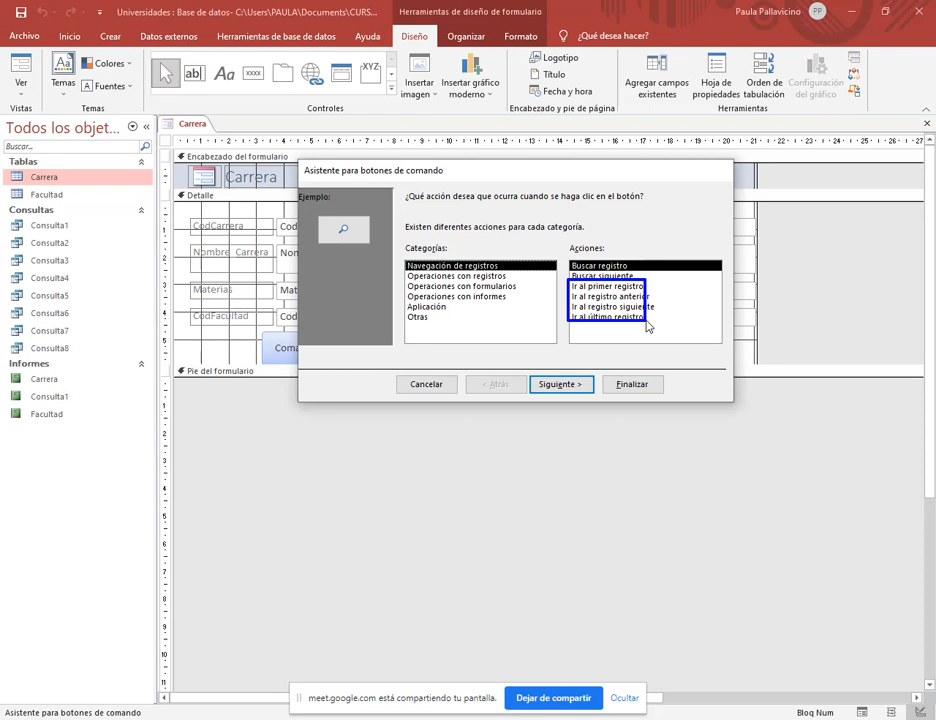 Universidades : Base de datos- C:\Users\PAULA\Documents\CURS...
Herramientas de diseño de formulario
Paula Pallavicino
PP
Archivo
Inicio
Crear
Datos externos
Herramientas de base de datos
Ayuda
Diseño
Organizar
Formato
¿Qué desea hacer?
Ver
Temas
Colores
Fuentes
Insertar imagen
Insertar gráfico moderno
Logotipo
Título
Fecha y hora
Agregar campos existentes
Hoja de propiedades
Orden de tabulación
Configuración del gráfico
Vistas
Temas
Controles
Encabezado y pie de página
Herramientas
Todos los objet...
Buscar...
Tablas
Carrera
Facultad
Consultas
Consulta1
Consulta2
Consulta3
Consulta4
Consulta5
Consulta6
Consulta7
Consulta8
Informes
Carrera
Consulta1
Facultad
Carrera
Encabezado del formulario
Carrera
Detalle
CodCarrera
Cod
Nombre_Carrera
Non
Materias
Mat
CodFacultad
Cod
Coma
Pie del formulario
Asistente para botones de comando
Ejemplo:
¿Qué acción desea que ocurra cuando se haga clic en el botón?
Existen diferentes acciones para cada categoría.
Categorías:
Navegación de registros
Operaciones con registros
Operaciones con formularios
Operaciones con informes
Aplicación
Otras
Acciones:
Buscar registro
Buscar siguiente
Ir al primer registro
Ir al registro anterior
Ir al registro siguiente
Ir al último registro
Cancelar
< Atrás
Siguiente >
Finalizar
meet.google.com está compartiendo tu pantalla.
Dejar de compartir
Ocultar
Asistente para botones de comando
Bloq Num